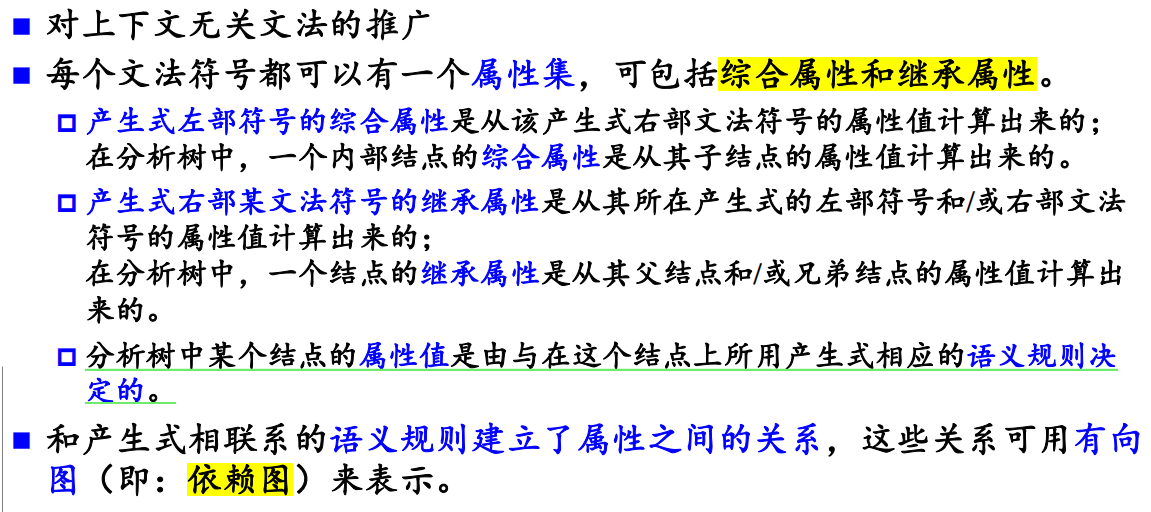 对上下文无关文法的推广
每个文法符号都可以有一个属性集，可包括综合属性和继承属性。
产生式左部符号的综合属性是从该产生式右部文法符号的属性值计算出来的；
在分析树中，一个内部结点的综合属性是从其子结点的属性值计算出来的。
产生式右部某文法符号的继承属性是从其所在产生式的左部符号和/或右部文法
符号的属性值计算出来的；
在分析树中，一个结点的继承属性是从其父结点和/或兄弟结点的属性值计算出
来的。
分析树中某个结点的属性值是由与在这个结点上所用产生式相应的语义规则决
定的。
和产生式相联系的语义规则建立了属性之间的关系，这些关系可用有向
图（即：依赖图）来表示。